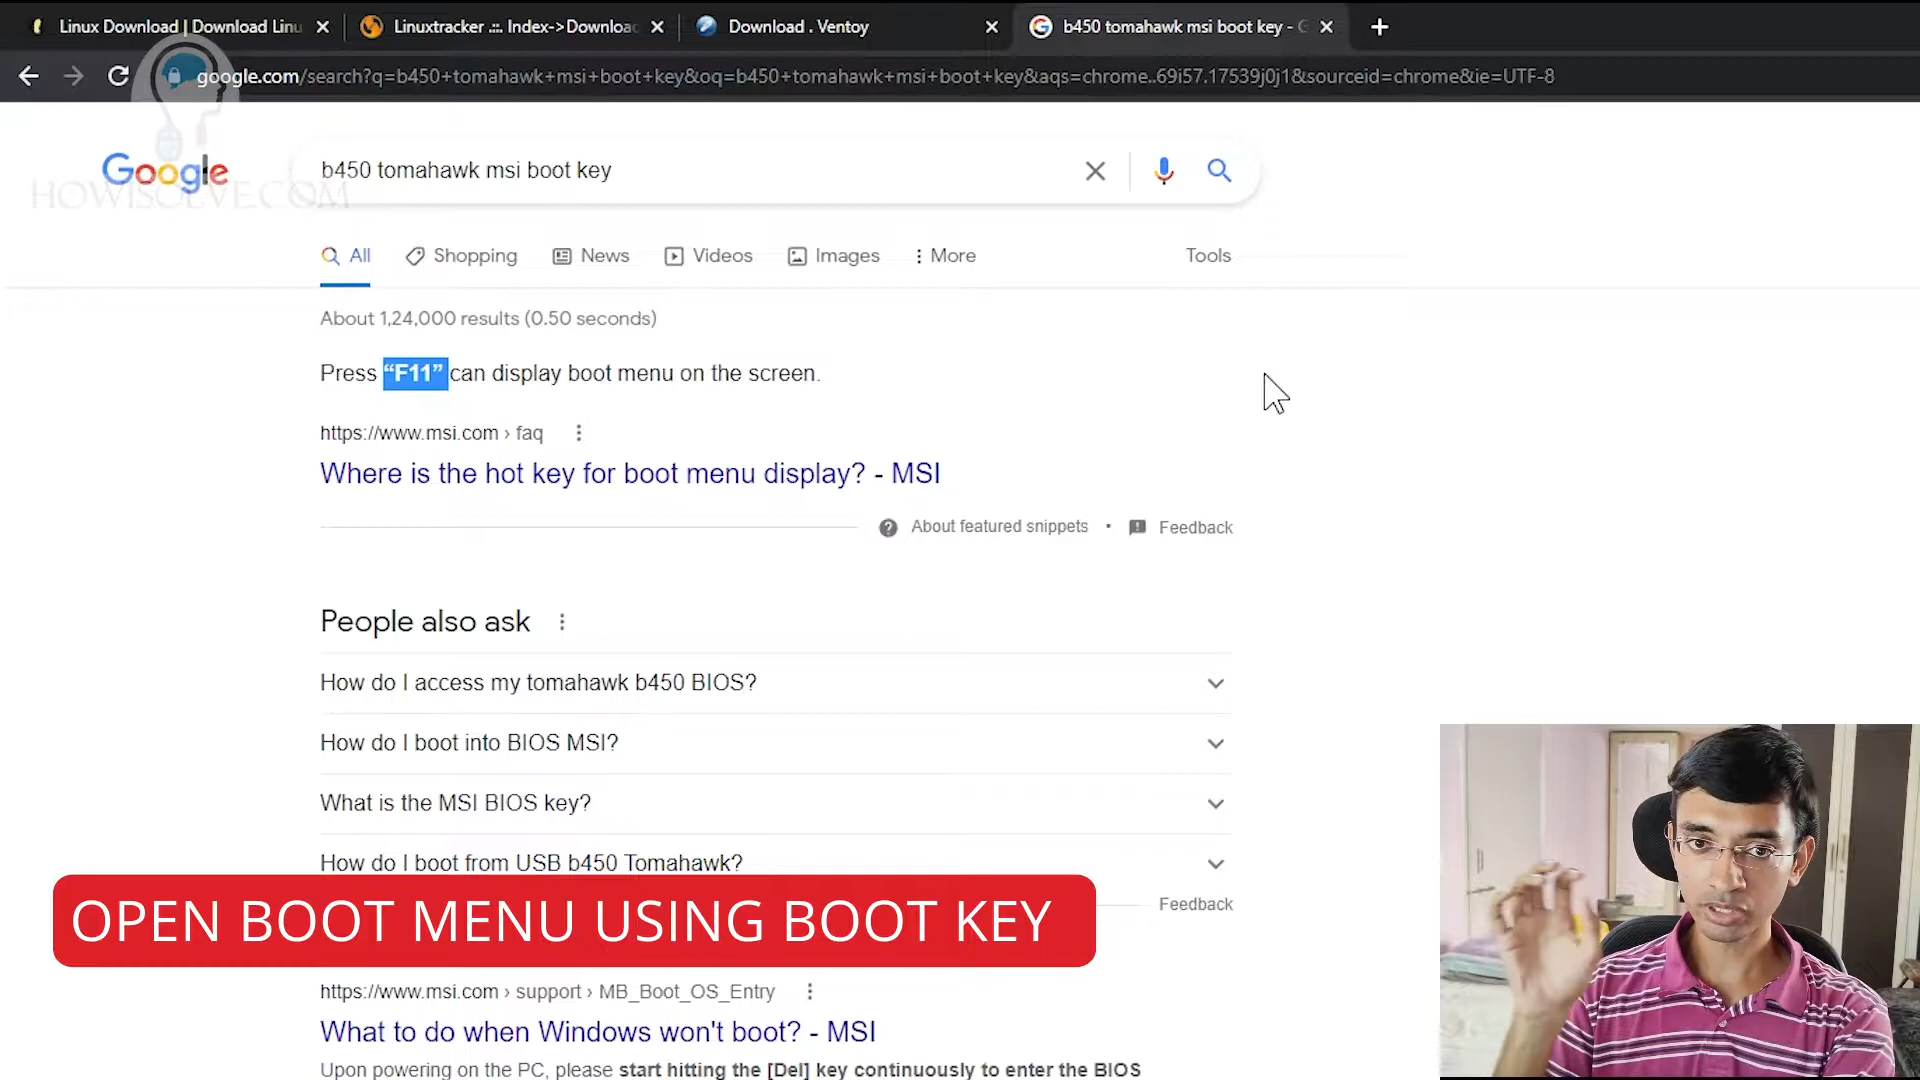 Linux Download | Download Linu
Linuxtracker .::. Index->Downloa
Download . Ventoy
b450 tomahawk msi boot key - G
google.com/search?q=b450+tomahawk+msi+boot+key&oq=b450+tomahawk+msi+boot+key&aqs=chrome..69i57.17539j0j1&sourceid=chrome&ie=UTF-8
Google
HOWISOLVE.COM
b450 tomahawk msi boot key
All
Shopping
News
Videos
Images
More
Tools
About 1,24,000 results (0.50 seconds)
Press “F11” can display boot menu on the screen.
https://www.msi.com › faq
Where is the hot key for boot menu display? - MSI
About featured snippets • Feedback
People also ask
How do I access my tomahawk b450 BIOS?
How do I boot into BIOS MSI?
What is the MSI BIOS key?
How do I boot from USB b450 Tomahawk?
Feedback
OPEN BOOT MENU USING BOOT KEY
https://www.msi.com › support › MB_Boot_OS_Entry
What to do when Windows won't boot? - MSI
Upon powering on the PC, please start hitting the [Del] key continuously to enter the BIOS